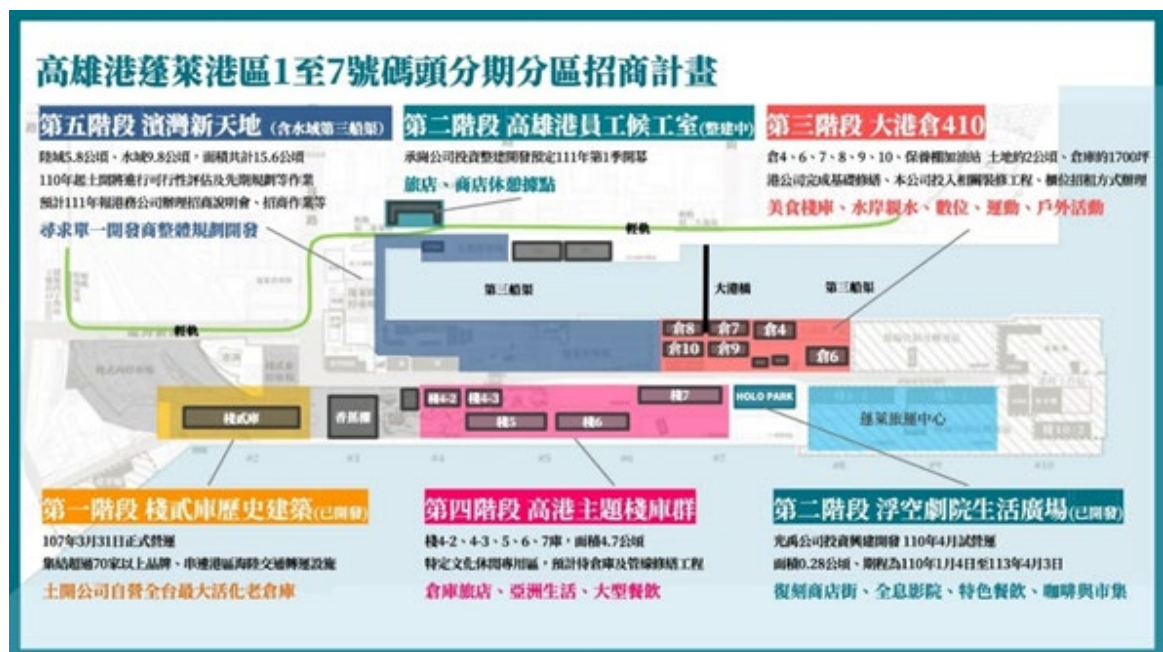 高雄港蓬萊港區1至7號碼頭分期分區招商計畫
第五階段 濱灣新天地 (含水域第三船渠)
陸域5.8公頃、水域9.8公頃,面積共計15.6公頃
110年起土開將進行可行性評估及先期規劃等作業
預計111年報港務公司辦理招商說明會、招商作業等
尋求單一開發商整體規劃開發
第二階段 高雄港員工候工室(整建中)
承崗公司投資整建開發預定111年第1季開幕
旅店、商店休憩據點
第三階段 大港倉410
倉4、6、7、8、9、10、保養棚加油站 土地約2公頃、倉庫約1700坪
港公司完成基礎修繕、本公司投入相關裝修工程、櫃位招租方式辦理
美食棧庫、水岸親水、數位、運動、戶外活動
輕軌
第三船渠
大港橋
第三船渠
輕軌
倉8
倉7
倉4
倉10
倉9
倉6
棧貳庫
香蕉棚
棧4-2
棧4-3
棧5
棧6
棧7
HOLO PARK
蓬萊旅運中心
#2
#3
#4
#5
#6
#7
#8
#9
#10
第一階段 棧貳庫歷史建築(已開發)
107年3月31日正式營運
集結超過70家以上品牌、串連港區海陸交通轉運設施
土開公司自營全台最大活化老倉庫
第四階段 高港主題棧庫群
棧4-2、4-3、5、6、7庫,面積4.7公頃
特定文化休閒專用區,預計待倉庫及管線修繕工程
倉庫旅店、亞洲生活、大型餐飲
第二階段 浮空劇院生活廣場(已開發)
光禹公司投資興建開發 110年4月試營運
面積0.28公頃、期程為110年1月4日至113年4月3日
復刻商店街、全息影院、特色餐飲、咖啡與市集